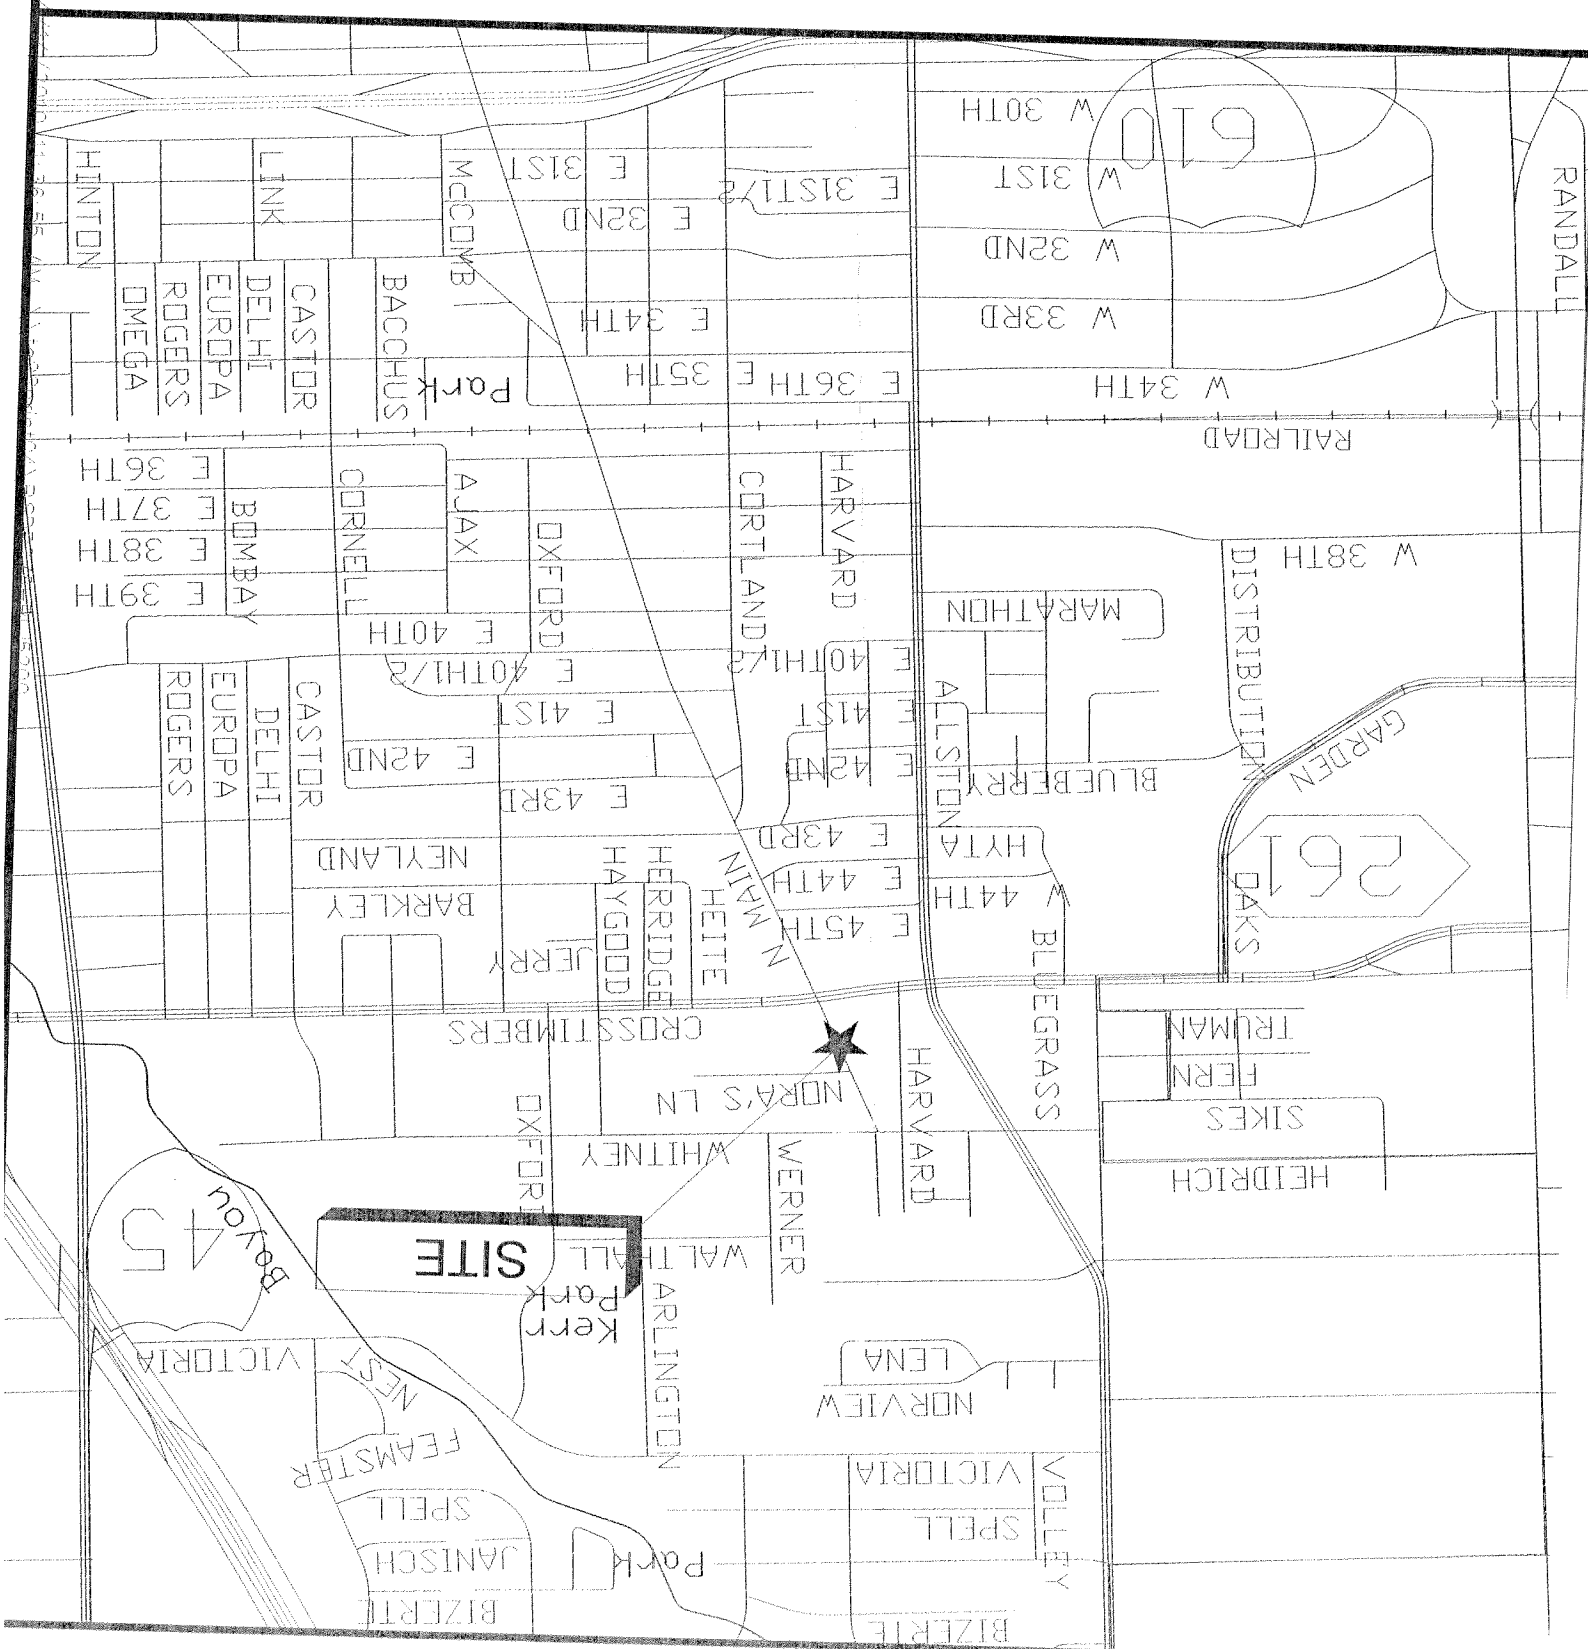 BIZERTE
BIZERTE
JANISCH
Park
SPELL
SPELL
VOLLEY
VICTORIA
FEAMSTER
NEST
VICTORIA
NORVIEW
LENA
ARLINGTON
Kerr
Park
SITE
WALTHALL
WERNER
45
Bayou
HEIDRICH
SIKES
FERN
TRUMAN
HARVARD
WHITNEY
OXFORD
NORA'S LN
BLUEGRASS
CROSSTIMBERS
OAKS
261
GARDEN
W 44TH
HYTA
ALLSTON
BLUEBERRY
E 45TH
E 44TH
E 43RD
N MAIN
HEITE
HERRIDGE
HAYGOOD
JERRY
BARKLEY
NEYLAND
E 43RD
E 42ND
E 41ST
E 40TH1/2
E 40TH
E 42ND
E 41ST
E 40TH1/2
CASTOR
DELHI
EUROPA
ROGERS
DISTRIBUTION
W 38TH
MARATHON
HARVARD
CORTLAND
OXFORD
AJAX
CORNELL
BOMBAY
E 39TH
E 38TH
E 37TH
E 36TH
RAILROAD
W 34TH
W 33RD
W 32ND
W 31ST
W 30TH
610
RANDALL
E 36TH
E 35TH
E 34TH
E 32ND
E 31ST
E 31ST1/2
Park
McCOMB
BACCHUS
CASTOR
DELHI
EUROPA
ROGERS
OMEGA
LINK
HINTON